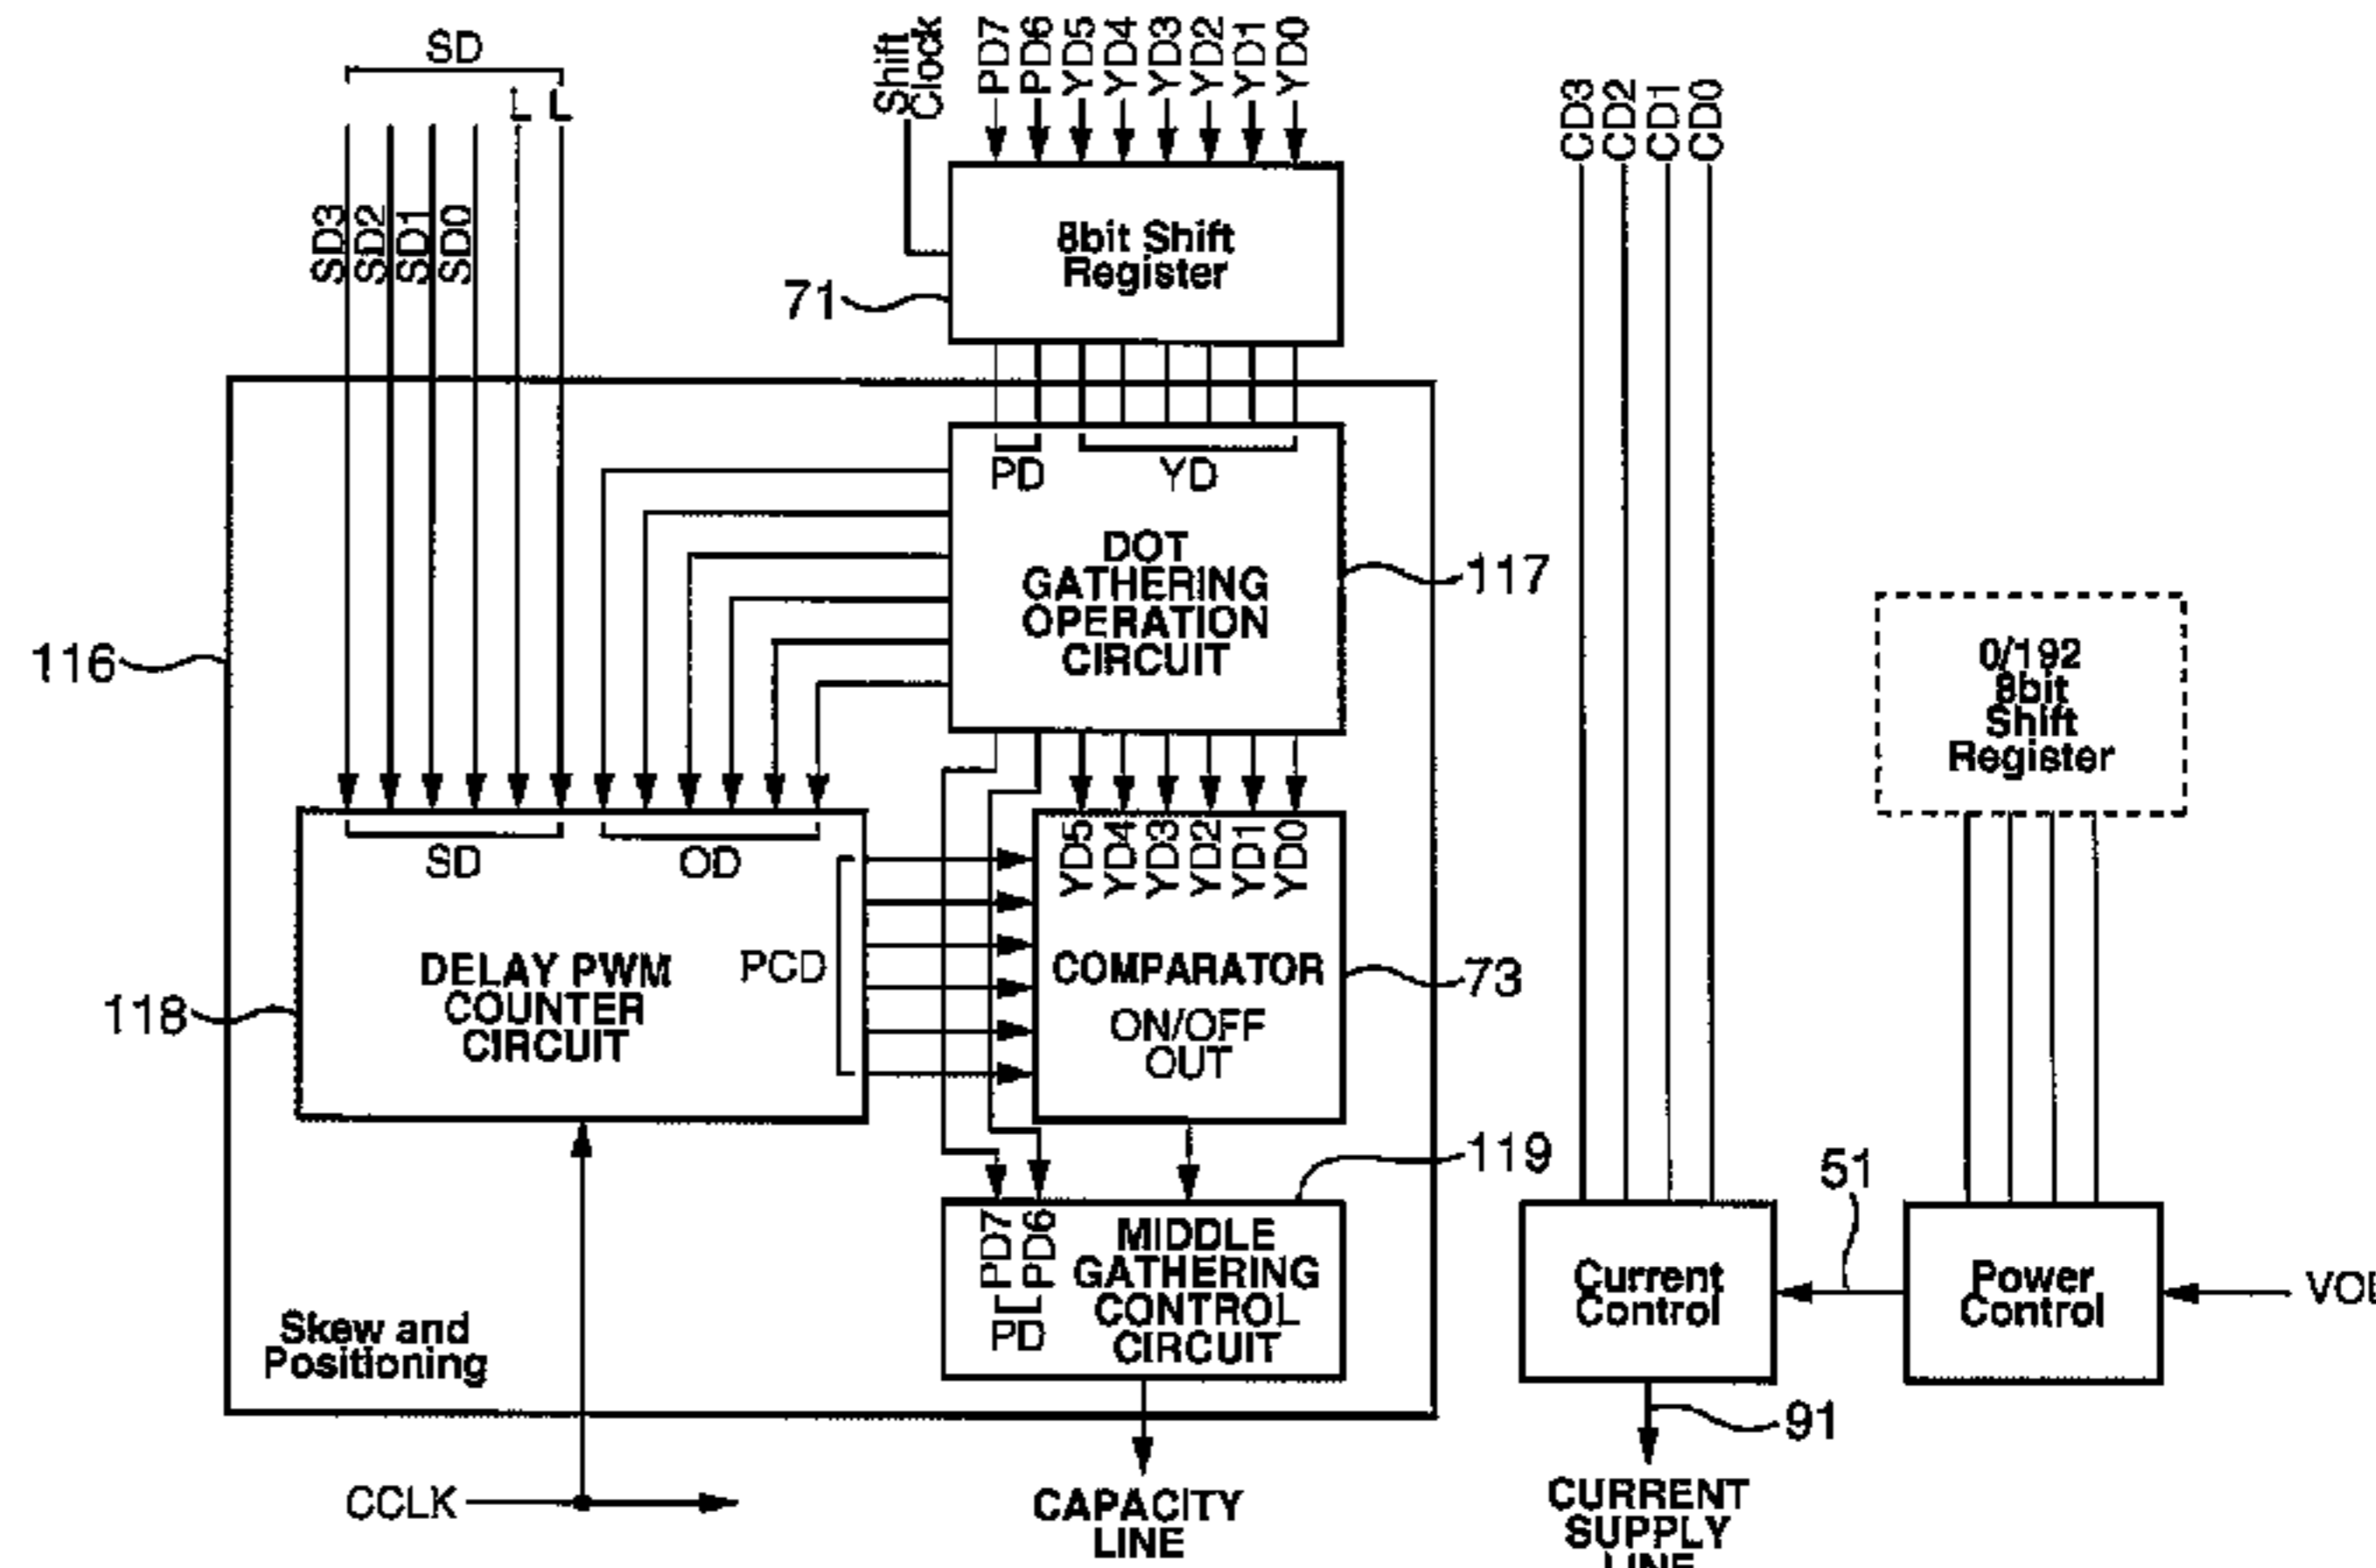 SD
L L
SD3
SD2
SD1
SD0
Shift
Clock
PD7
PD6
YD5
YD4
YD3
YD2
YD1
YD0
CD3
CD2
CD1
CD0
8bit Shift
Register
71
PD YD
DOT
GATHERING
OPERATION
CIRCUIT
117
116
0/192
8bit
Shift
Register
SD OD
DELAY PWM
COUNTER
CIRCUIT
PCD
118
YD5
YD4
YD3
YD2
YD1
YD0
COMPARATOR
ON/OFF
OUT
73
119
PD7
PD6
PD
MIDDLE
GATHERING
CONTROL
CIRCUIT
51
Current
Control
Power
Control
Skew and
Positioning
91
CCLK
CAPACITY
LINE
CURRENT
SUPPLY
LINE